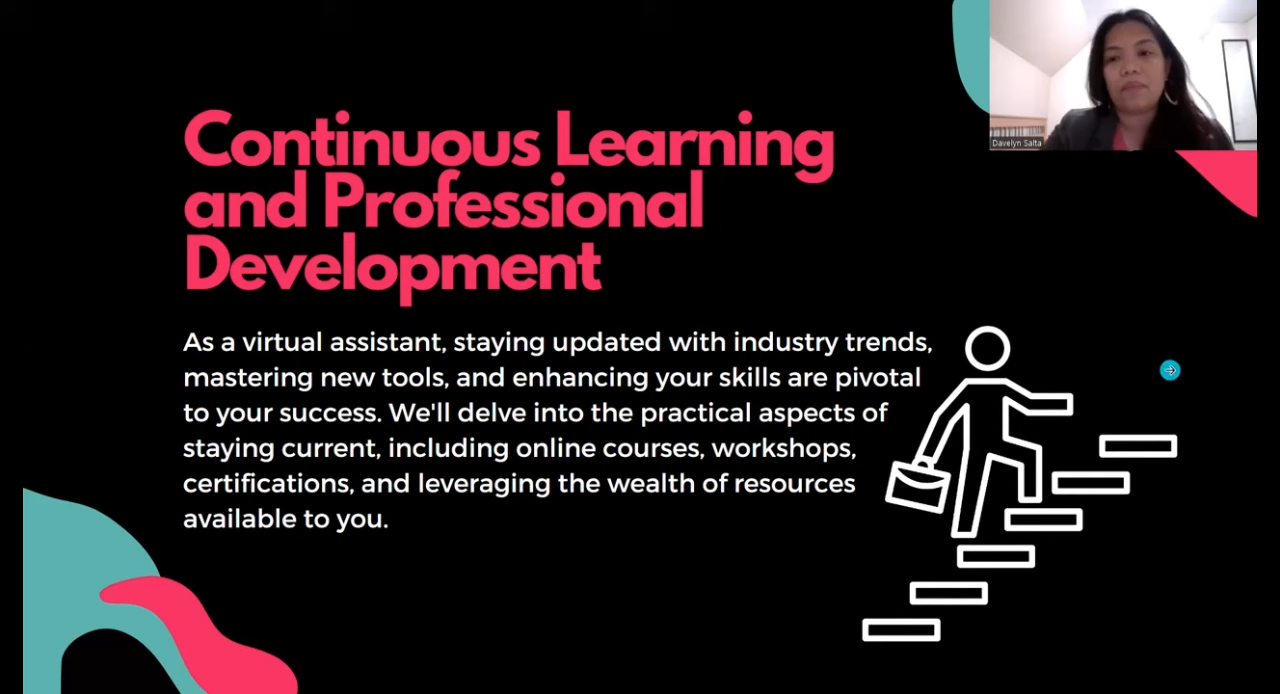 Continuous Learning
and Professional
Development
As a virtual assistant, staying updated with industry trends,
mastering new tools, and enhancing your skills are pivotal
to your success. We'll delve into the practical aspects of
staying current, including online courses, workshops,
certifications, and leveraging the wealth of resources
available to you.
Davelyn Salta